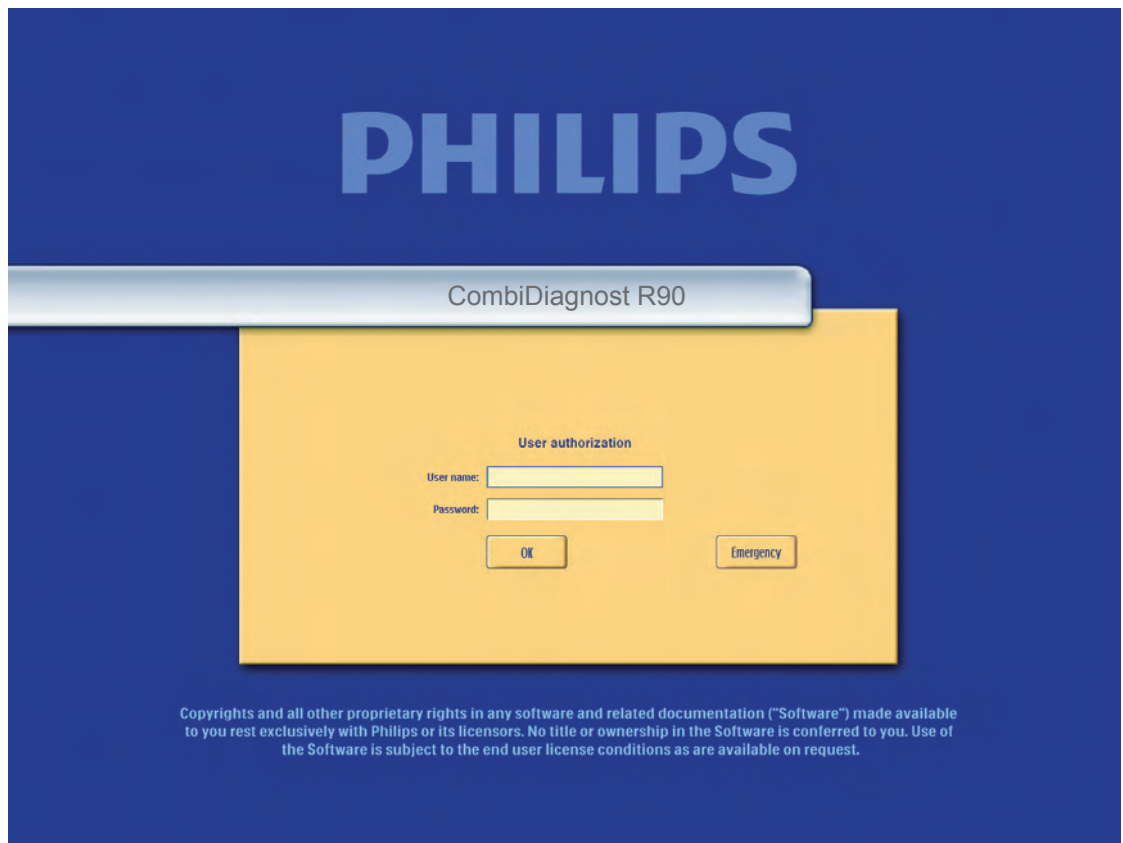 PHILIPS
CombiDiagnost R90
User authorization
User name:
Password:
OK
Emergency
Copyrights and all other proprietary rights in any software and related documentation ("Software") made available
to you rest exclusively with Philips or its licensors. No title or ownership in the Software is conferred to you. Use of
the Software is subject to the end user license conditions as are available on request.